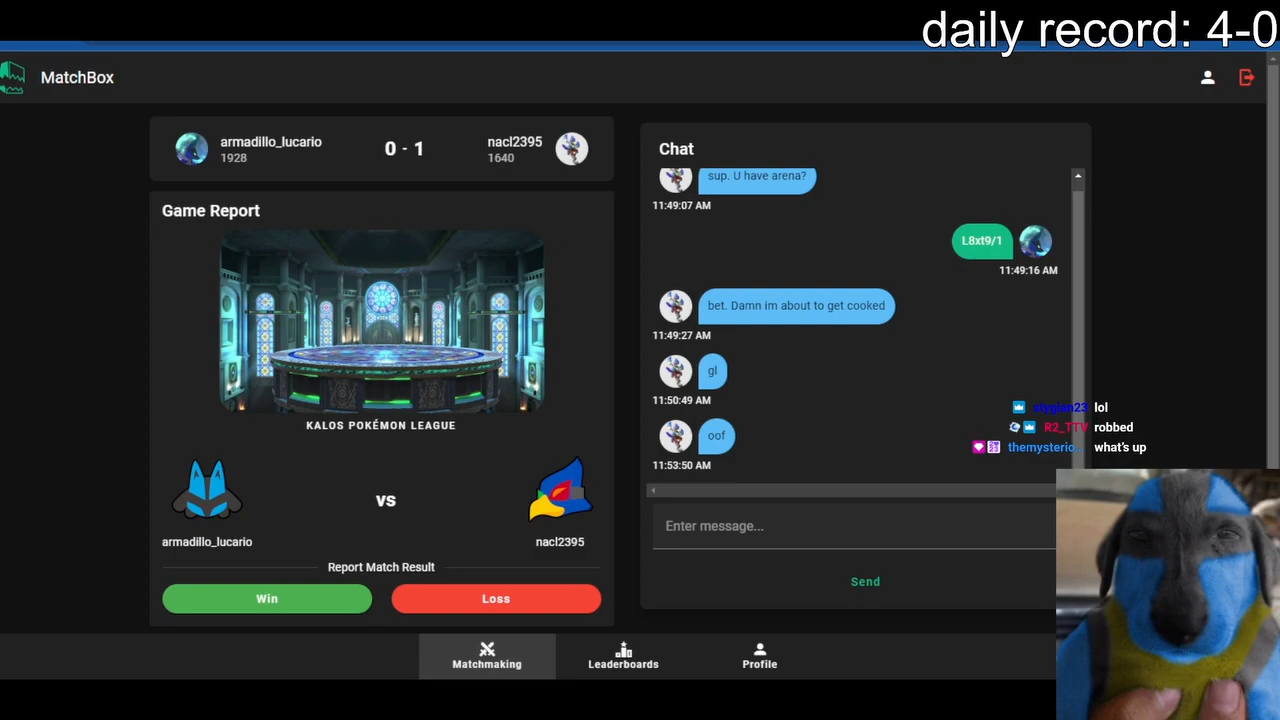 daily record: 4-0
MatchBox
armadillo_lucario
1928
0 - 1
nacl2395
1640
Game Report
KALOS POKÉMON LEAGUE
vs
armadillo_lucario
nacl2395
Report Match Result
Win
Loss
Chat
sup. U have arena?
11:49:07 AM
L8xt9/1
11:49:16 AM
bet. Damn im about to get cooked
11:49:27 AM
gl
11:50:49 AM
oof
11:53:50 AM
Enter message...
Send
stygian23 lol
R2_TTV robbed
themysterio... what's up
Matchmaking
Leaderboards
Profile